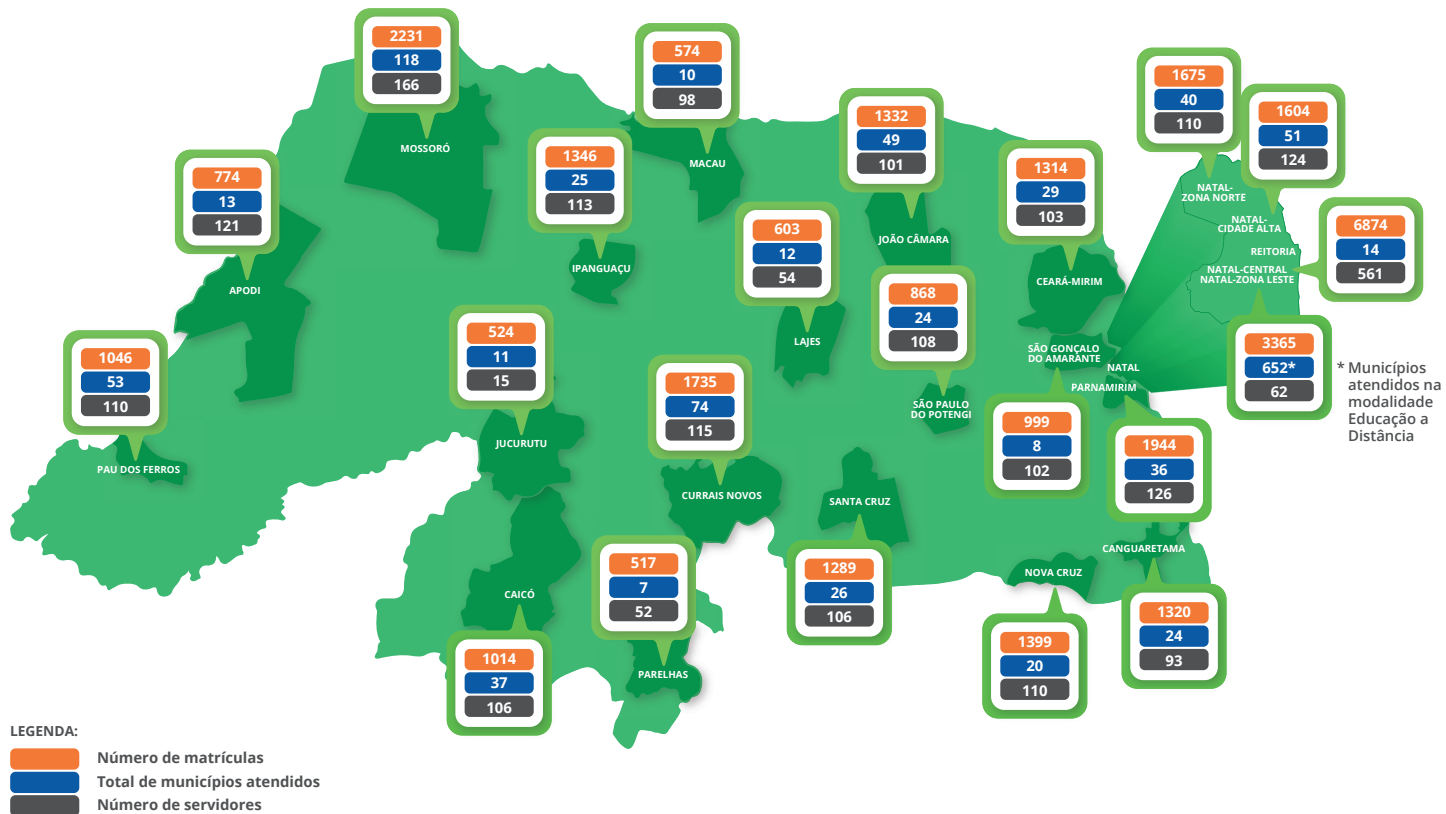 2231
118
166
MOSSORÓ
574
10
98
MACAU
1675
40
110
NATAL-
ZONA NORTE
1604
51
124
NATAL-
CIDADE ALTA
1332
49
101
JOÃO CÂMARA
1346
25
113
IPANGUAÇU
1314
29
103
CEARÁ-MIRIM
774
13
121
APODI
603
12
54
LAJES
6874
14
561
REITORIA
NATAL-CENTRAL
NATAL-ZONA LESTE
868
24
108
SÃO PAULO
DO POTENGI
524
11
15
JUCURUTU
1046
53
110
PAU DOS FERROS
1735
74
115
CURRAIS NOVOS
SÃO GONÇALO
DO AMARANTE
NATAL
PARNAMIRIM
3365
652*
62
* Municípios
atendidos na
modalidade
Educação a
Distância
999
8
102
1944
36
126
SANTA CRUZ
1289
26
106
CANGUARETAMA
1320
24
93
NOVA CRUZ
1399
20
110
517
7
52
PARELHAS
CAICÓ
1014
37
106
LEGENDA:
Número de matrículas
Total de municípios atendidos
Número de servidores